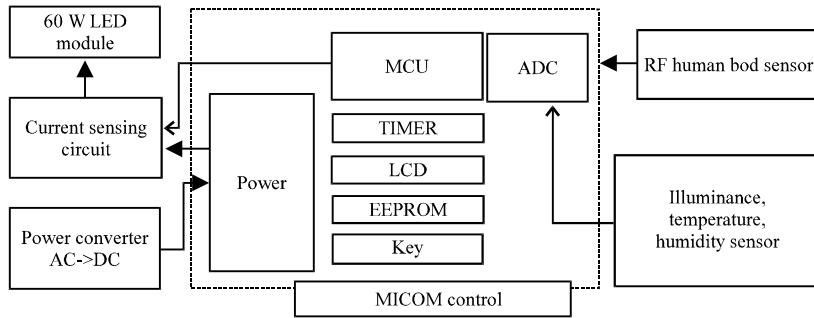 60 W LED
module
Current sensing
circuit
Power converter
AC->DC
Power
MCU
ADC
TIMER
LCD
EEPROM
Key
MICOM control
RF human bod sensor
Illuminance,
temperature,
humidity sensor